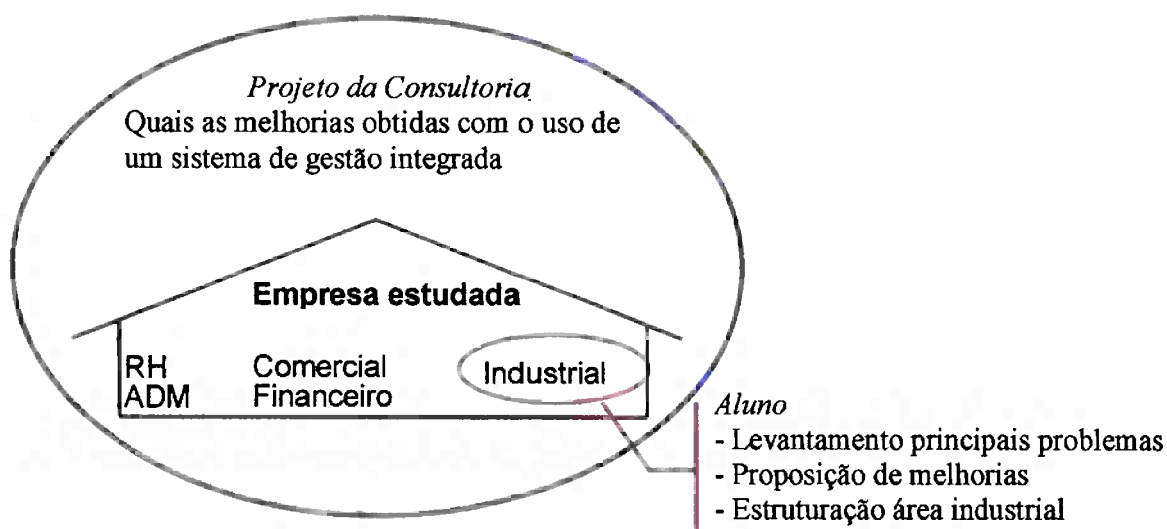 Projeto da Consultoria
Quais as melhorias obtidas com o uso de
um sistema de gestão integrada
Empresa estudada
RH Comercial Industrial
ADM Financeiro
Aluno
- Levantamento principais problemas
- Proposição de melhorias
- Estruturação área industrial